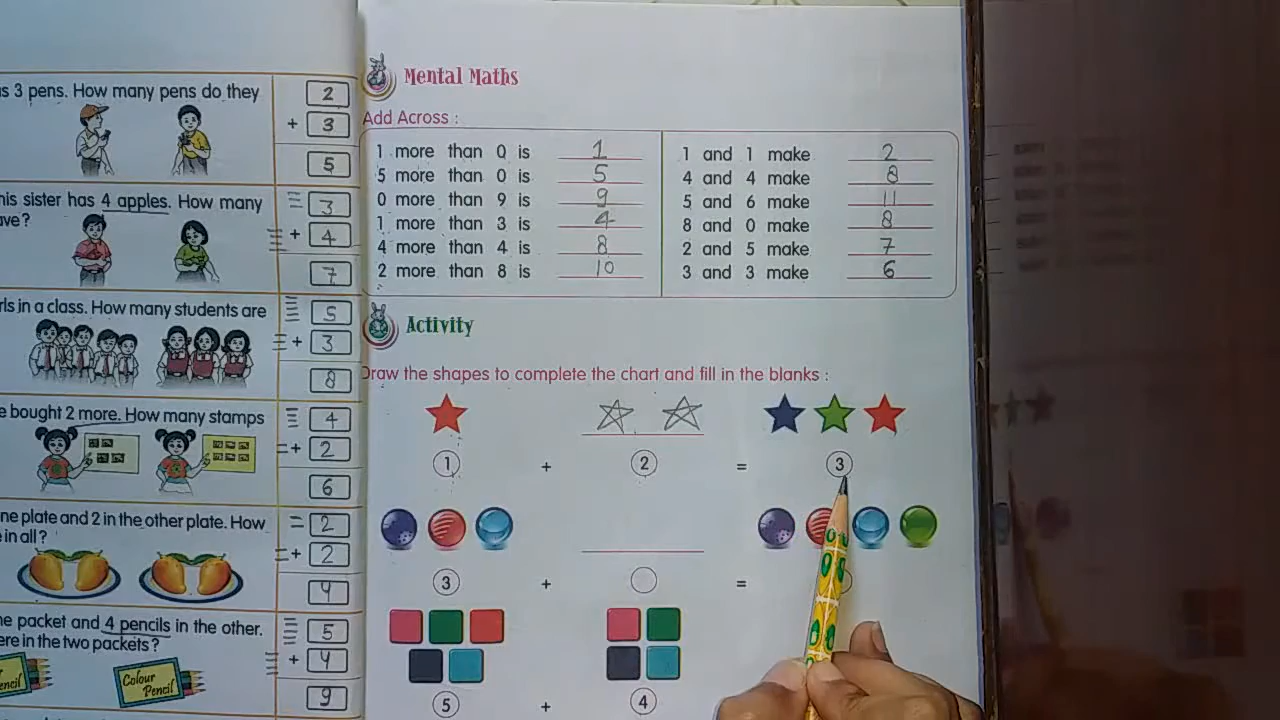 s 3 pens. How many pens do they
2
+ 3
5
his sister has 4 apples. How many
ave?
3
+ 4
7
rls in a class. How many students are
5
+ 3
8
e bought 2 more. How many stamps
4
+ 2
6
ne plate and 2 in the other plate. How
in all?
2
+ 2
4
ne packet and 4 pencils in the other.
ere in the two packets?
5
+ 4
9
Colour
Pencil
Mental Maths
Add Across :
1 more than 0 is 1
5 more than 0 is 5
0 more than 9 is 9
1 more than 3 is 4
4 more than 4 is 8
2 more than 8 is 10
1 and 1 make 2
4 and 4 make 8
5 and 6 make 11
8 and 0 make 8
2 and 5 make 7
3 and 3 make 6
Activity
Draw the shapes to complete the chart and fill in the blanks :
1 + 2 = 3
3 + =
5 + 4